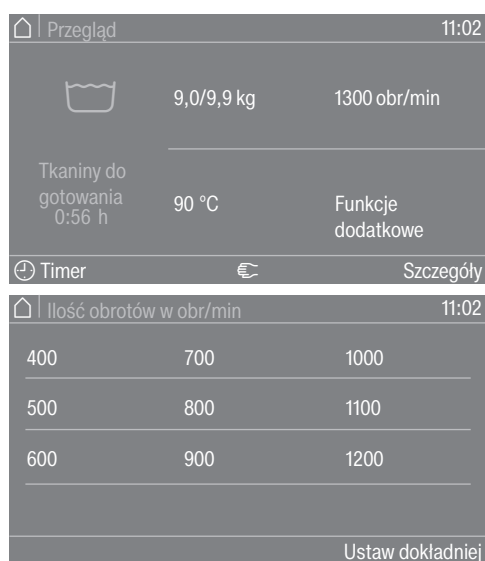 Przegląd 11:02
9,0/9,9 kg 1300 obr/min
Tkaniny do
gotowania
0:56 h
90 °C Funkcje
dodatkowe
Timer Szczegóły
Ilość obrotów w obr/min 11:02
400 700 1000
500 800 1100
600 900 1200
Ustaw dokładniej